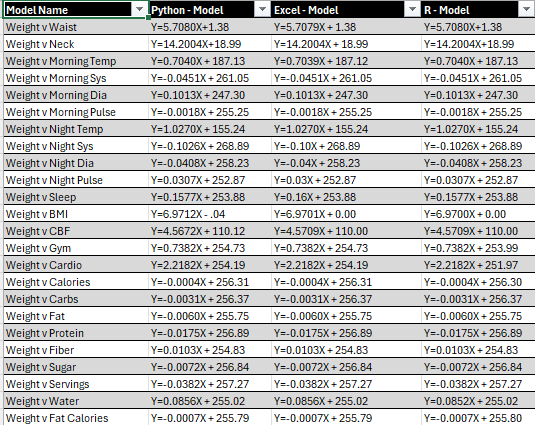 Model Name Python - Model Excel - Model R - Model
Weight v Waist Y=5.7080X+1.38 Y=5.7079X + 1.38 Y=5.7080X+1.38
Weight v Neck Y=14.2004X+18.99 Y=14.2004X + 18.99 Y=14.2004X+18.99
Weight v Morning Temp Y=0.7040X + 187.13 Y=0.7039X + 187.12 Y=0.7040X + 187.13
Weight v Morning Sys Y=-0.0451X + 261.05 Y=-0.0451X + 261.05 Y=-0.0451X + 261.05
Weight v Morning Dia Y=0.1013X + 247.30 Y=0.1013X + 247.30 Y=0.1013X + 247.30
Weight v Morning Pulse Y=-0.0018X + 255.25 Y=-0.0018X + 255.25 Y=-0.0018X + 255.25
Weight v Night Temp Y=1.0270X + 155.24 Y=1.0270X + 155.24 Y=1.0270X + 155.24
Weight v Night Sys Y=-0.1026X + 268.89 Y=-0.10X + 268.89 Y=-0.1026X + 268.89
Weight v Night Dia Y=-0.0408X + 258.23 Y=-0.04X + 258.23 Y=-0.0408X + 258.23
Weight v Night Pulse Y=0.0307X + 252.87 Y=0.03X + 252.87 Y=0.0307X + 252.87
Weight v Sleep Y=0.1577X + 253.88 Y=0.16X + 253.88 Y=0.1577X + 253.88
Weight v BMI Y=6.9712X - .04 Y=6.9701X + 0.00 Y=6.9700X + 0.00
Weight v CBF Y=4.5672X + 110.12 Y=4.5709X + 110.00 Y=4.5709X + 110.00
Weight v Gym Y=0.7382X + 254.73 Y=0.7382X + 254.73 Y=0.7382X + 253.99
Weight v Cardio Y=2.2182X + 254.19 Y=2.2182X + 254.19 Y=2.2182X + 251.97
Weight v Calories Y=-0.0004X + 256.31 Y=-0.0004X + 256.31 Y=-0.0004X + 256.30
Weight v Carbs Y=-0.0031X + 256.37 Y=-0.0031X + 256.37 Y=-0.0031X + 256.37
Weight v Fat Y=-0.0060X + 255.75 Y=-0.0060X + 255.75 Y=-0.0060X + 255.75
Weight v Protein Y=-0.0175X + 256.89 Y=-0.0175X + 256.89 Y=-0.0175X + 256.89
Weight v Fiber Y=0.0103X + 254.83 Y=0.0103X + 254.83 Y=0.0103X + 254.83
Weight v Sugar Y=-0.0072X + 256.84 Y=-0.0072X + 256.84 Y=-0.0072X + 256.84
Weight v Servings Y=-0.0382X + 257.27 Y=-0.0382X + 257.27 Y=-0.0382X + 257.27
Weight v Water Y=0.0856X + 255.02 Y=0.0856X + 255.02 Y=0.0852X + 255.02
Weight v Fat Calories Y=-0.0007X + 255.79 Y=-0.0007X + 255.79 Y=-0.0007X + 255.80